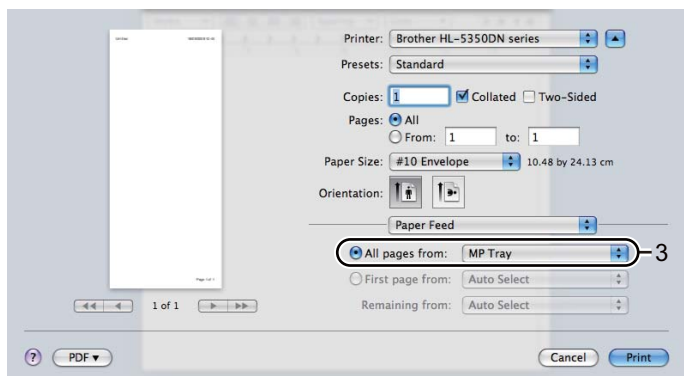 Printer: Brother HL-5350DN series
Presets: Standard
Copies: 1 Collated Two-Sided
Pages: All
From: 1 to: 1
Paper Size: #10 Envelope 10.48 by 24.13 cm
Orientation:
Paper Feed
All pages from: MP Tray 3
First page from: Auto Select
1 of 1 Remaining from: Auto Select
? PDF Cancel Print